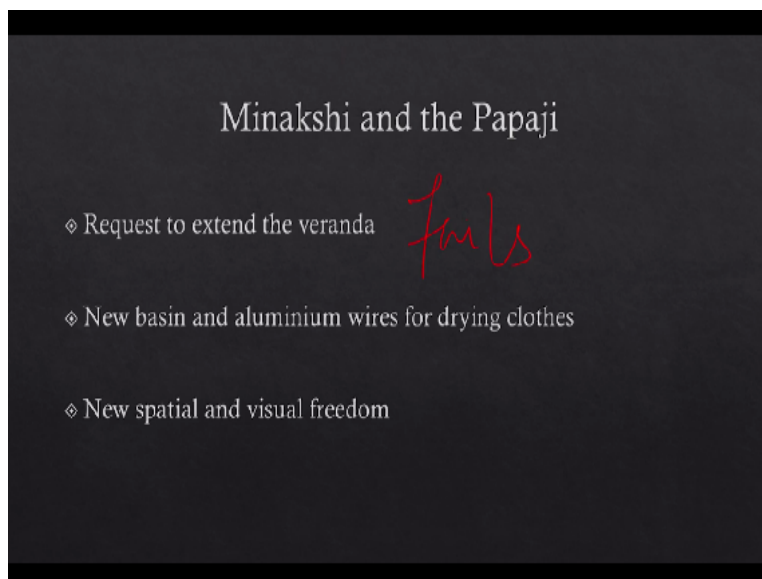 Minakshi and the Papaji
Request to extend the veranda
Fails
New basin and aluminium wires for drying clothes
New spatial and visual freedom